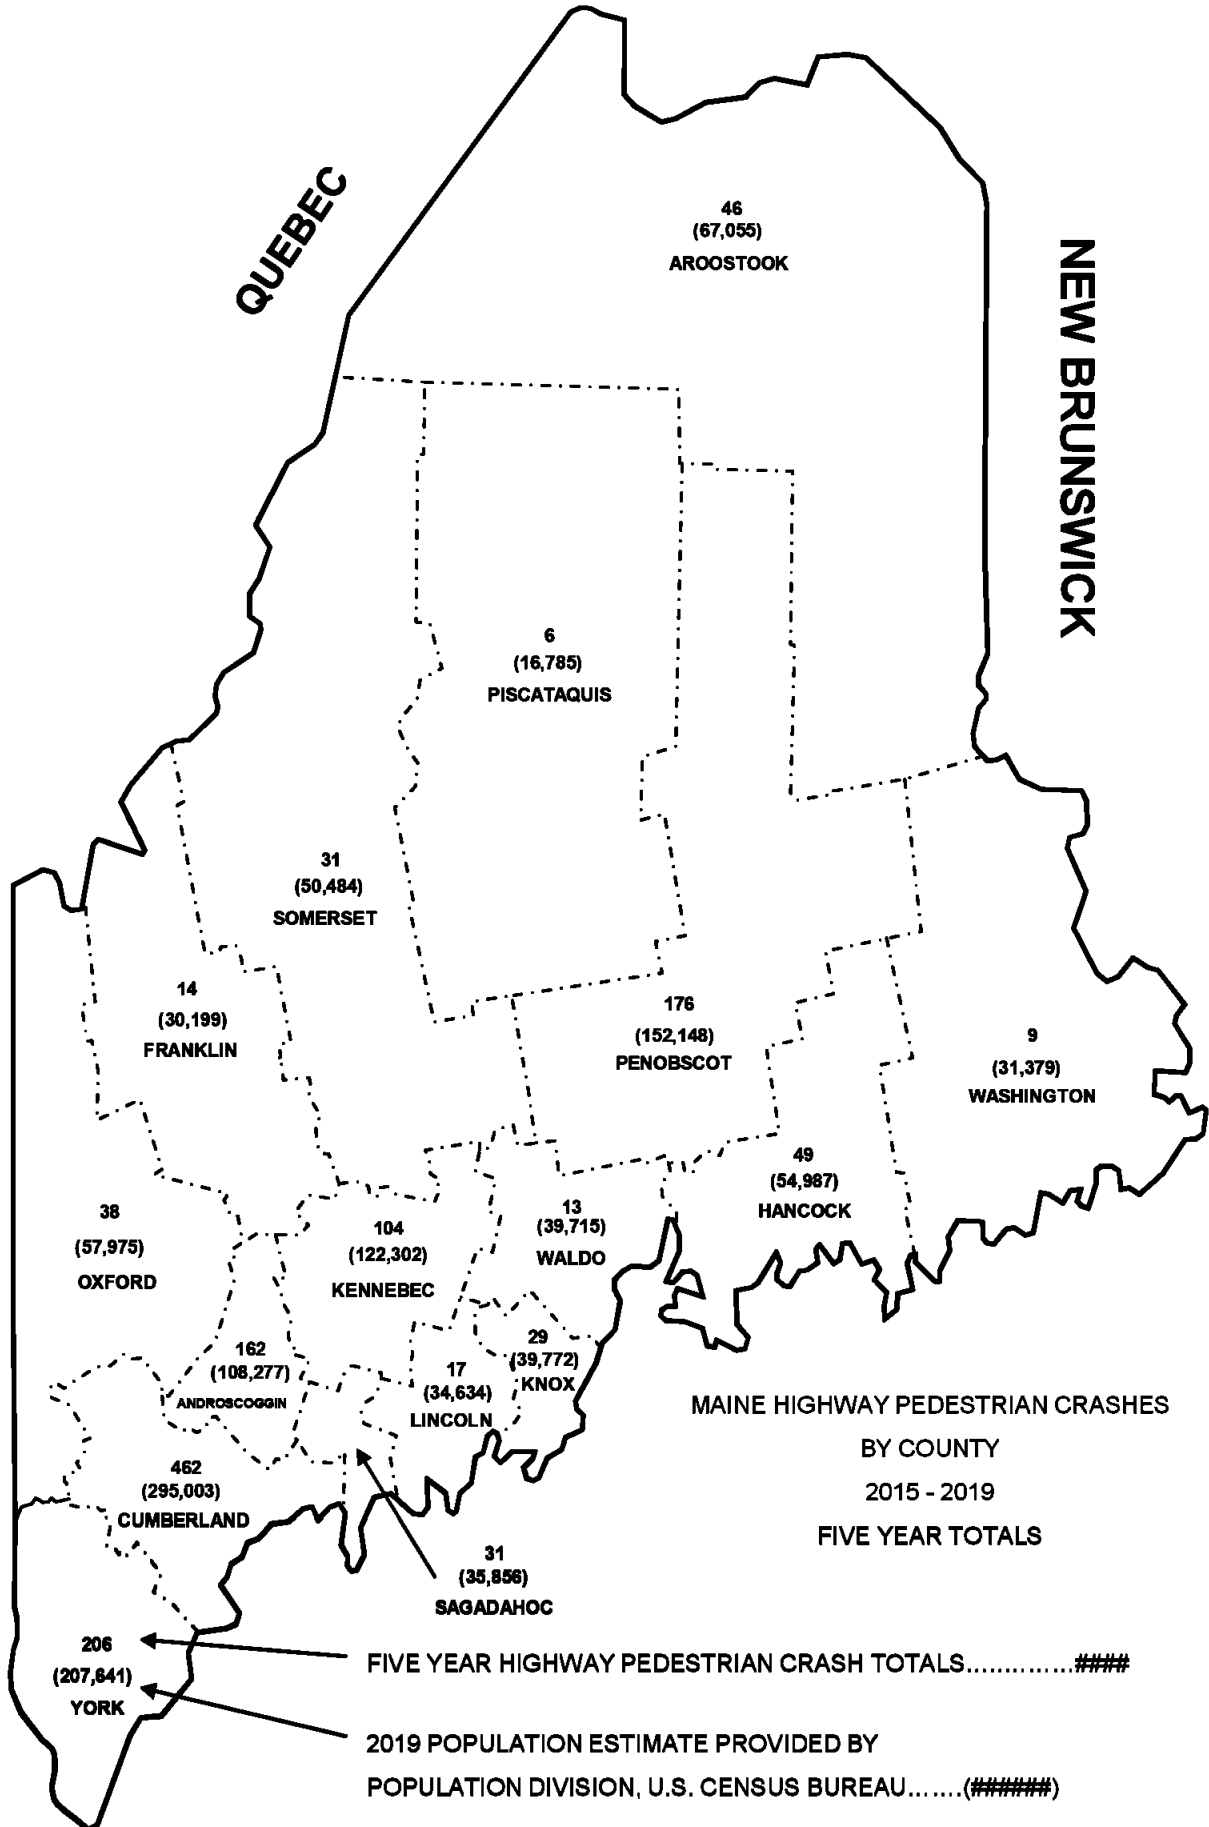 QUEBEC
NEW BRUNSWICK
46
(67,055)
AROOSTOOK
6
(16,785)
PISCATAQUIS
31
(50,484)
SOMERSET
14
(30,199)
FRANKLIN
176
(152,148)
PENOBSCOT
9
(31,379)
WASHINGTON
49
(54,987)
HANCOCK
38
(57,975)
OXFORD
104
(122,302)
KENNEBEC
13
(39,715)
WALDO
162
(108,277)
ANDROSCOGGIN
17
(34,634)
LINCOLN
29
(39,772)
KNOX
462
(295,003)
CUMBERLAND
31
(35,856)
SAGADAHOC
206
(207,641)
YORK
MAINE HIGHWAY PEDESTRIAN CRASHES
BY COUNTY
2015 - 2019
FIVE YEAR TOTALS
FIVE YEAR HIGHWAY PEDESTRIAN CRASH TOTALS..............####
2019 POPULATION ESTIMATE PROVIDED BY
POPULATION DIVISION, U.S. CENSUS BUREAU.......(######)